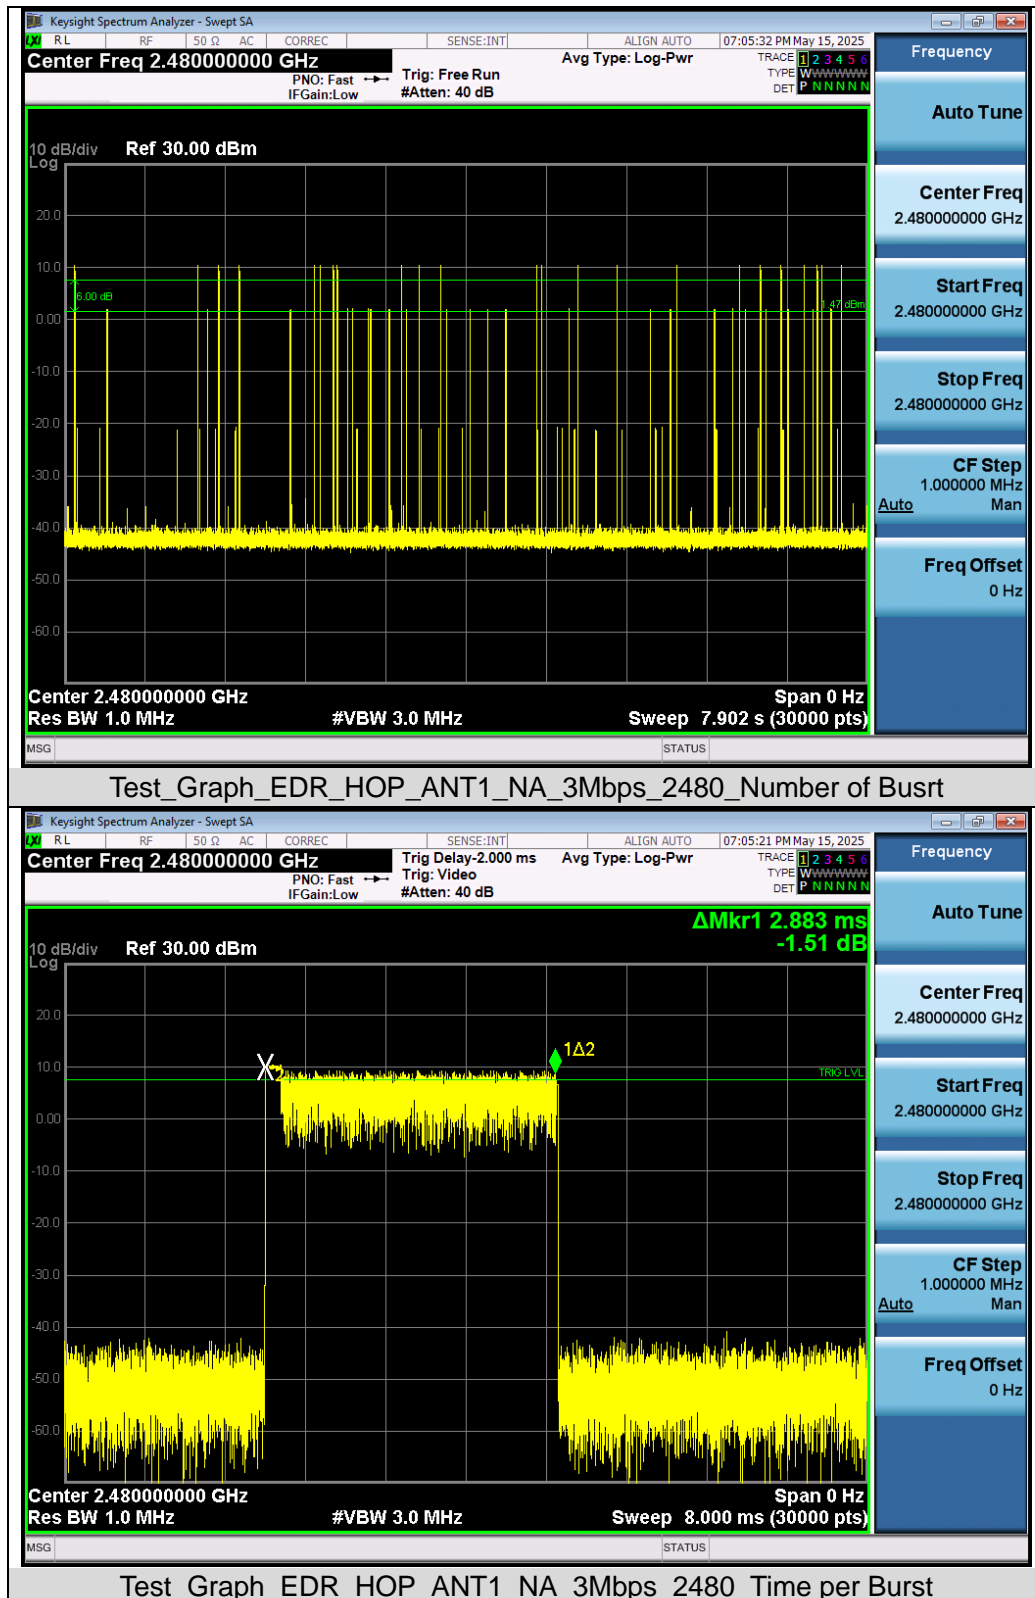 Keysight Spectrum Analyzer - Swept SA
LXI RL RF 50 Ω AC CORREC SENSE:INT ALIGN AUTO 07:05:32 PM May 15, 2025
Center Freq 2.480000000 GHz Avg Type: Log-Pwr TRACE 1 2 3 4 5 6
PNO: Fast Trig: Free Run TYPE WWWWWW
IFGain:Low #Atten: 40 dB DET P N N N N N
Frequency
Auto Tune
Center Freq
2.480000000 GHz
Start Freq
2.480000000 GHz
Stop Freq
2.480000000 GHz
CF Step
1.000000 MHz
Auto Man
Freq Offset
0 Hz
10 dB/div Ref 30.00 dBm
Log
20.0
10.0
6.00 dB
1.47 dBm
0.00
-10.0
-20.0
-30.0
-40.0
-50.0
-60.0
Center 2.480000000 GHz Span 0 Hz
Res BW 1.0 MHz #VBW 3.0 MHz Sweep 7.902 s (30000 pts)
MSG STATUS
Test_Graph_EDR_HOP_ANT1_NA_3Mbps_2480_Number of Busrt
Keysight Spectrum Analyzer - Swept SA
LXI RL RF 50 Ω AC CORREC SENSE:INT ALIGN AUTO 07:05:21 PM May 15, 2025
Center Freq 2.480000000 GHz Trig Delay-2.000 ms Avg Type: Log-Pwr TRACE 1 2 3 4 5 6
PNO: Fast Trig: Video TYPE WWWWWW
IFGain:Low #Atten: 40 dB DET P N N N N N
Frequency
Auto Tune
Center Freq
2.480000000 GHz
Start Freq
2.480000000 GHz
Stop Freq
2.480000000 GHz
CF Step
1.000000 MHz
Auto Man
Freq Offset
0 Hz
ΔMkr1 2.883 ms
-1.51 dB
10 dB/div Ref 30.00 dBm
Log
20.0
1Δ2
10.0
2
TRIG LVL
0.00
-10.0
-20.0
-30.0
-40.0
-50.0
-60.0
Center 2.480000000 GHz Span 0 Hz
Res BW 1.0 MHz #VBW 3.0 MHz Sweep 8.000 ms (30000 pts)
MSG STATUS
Test_Graph_EDR_HOP_ANT1_NA_3Mbps_2480_Time per Burst